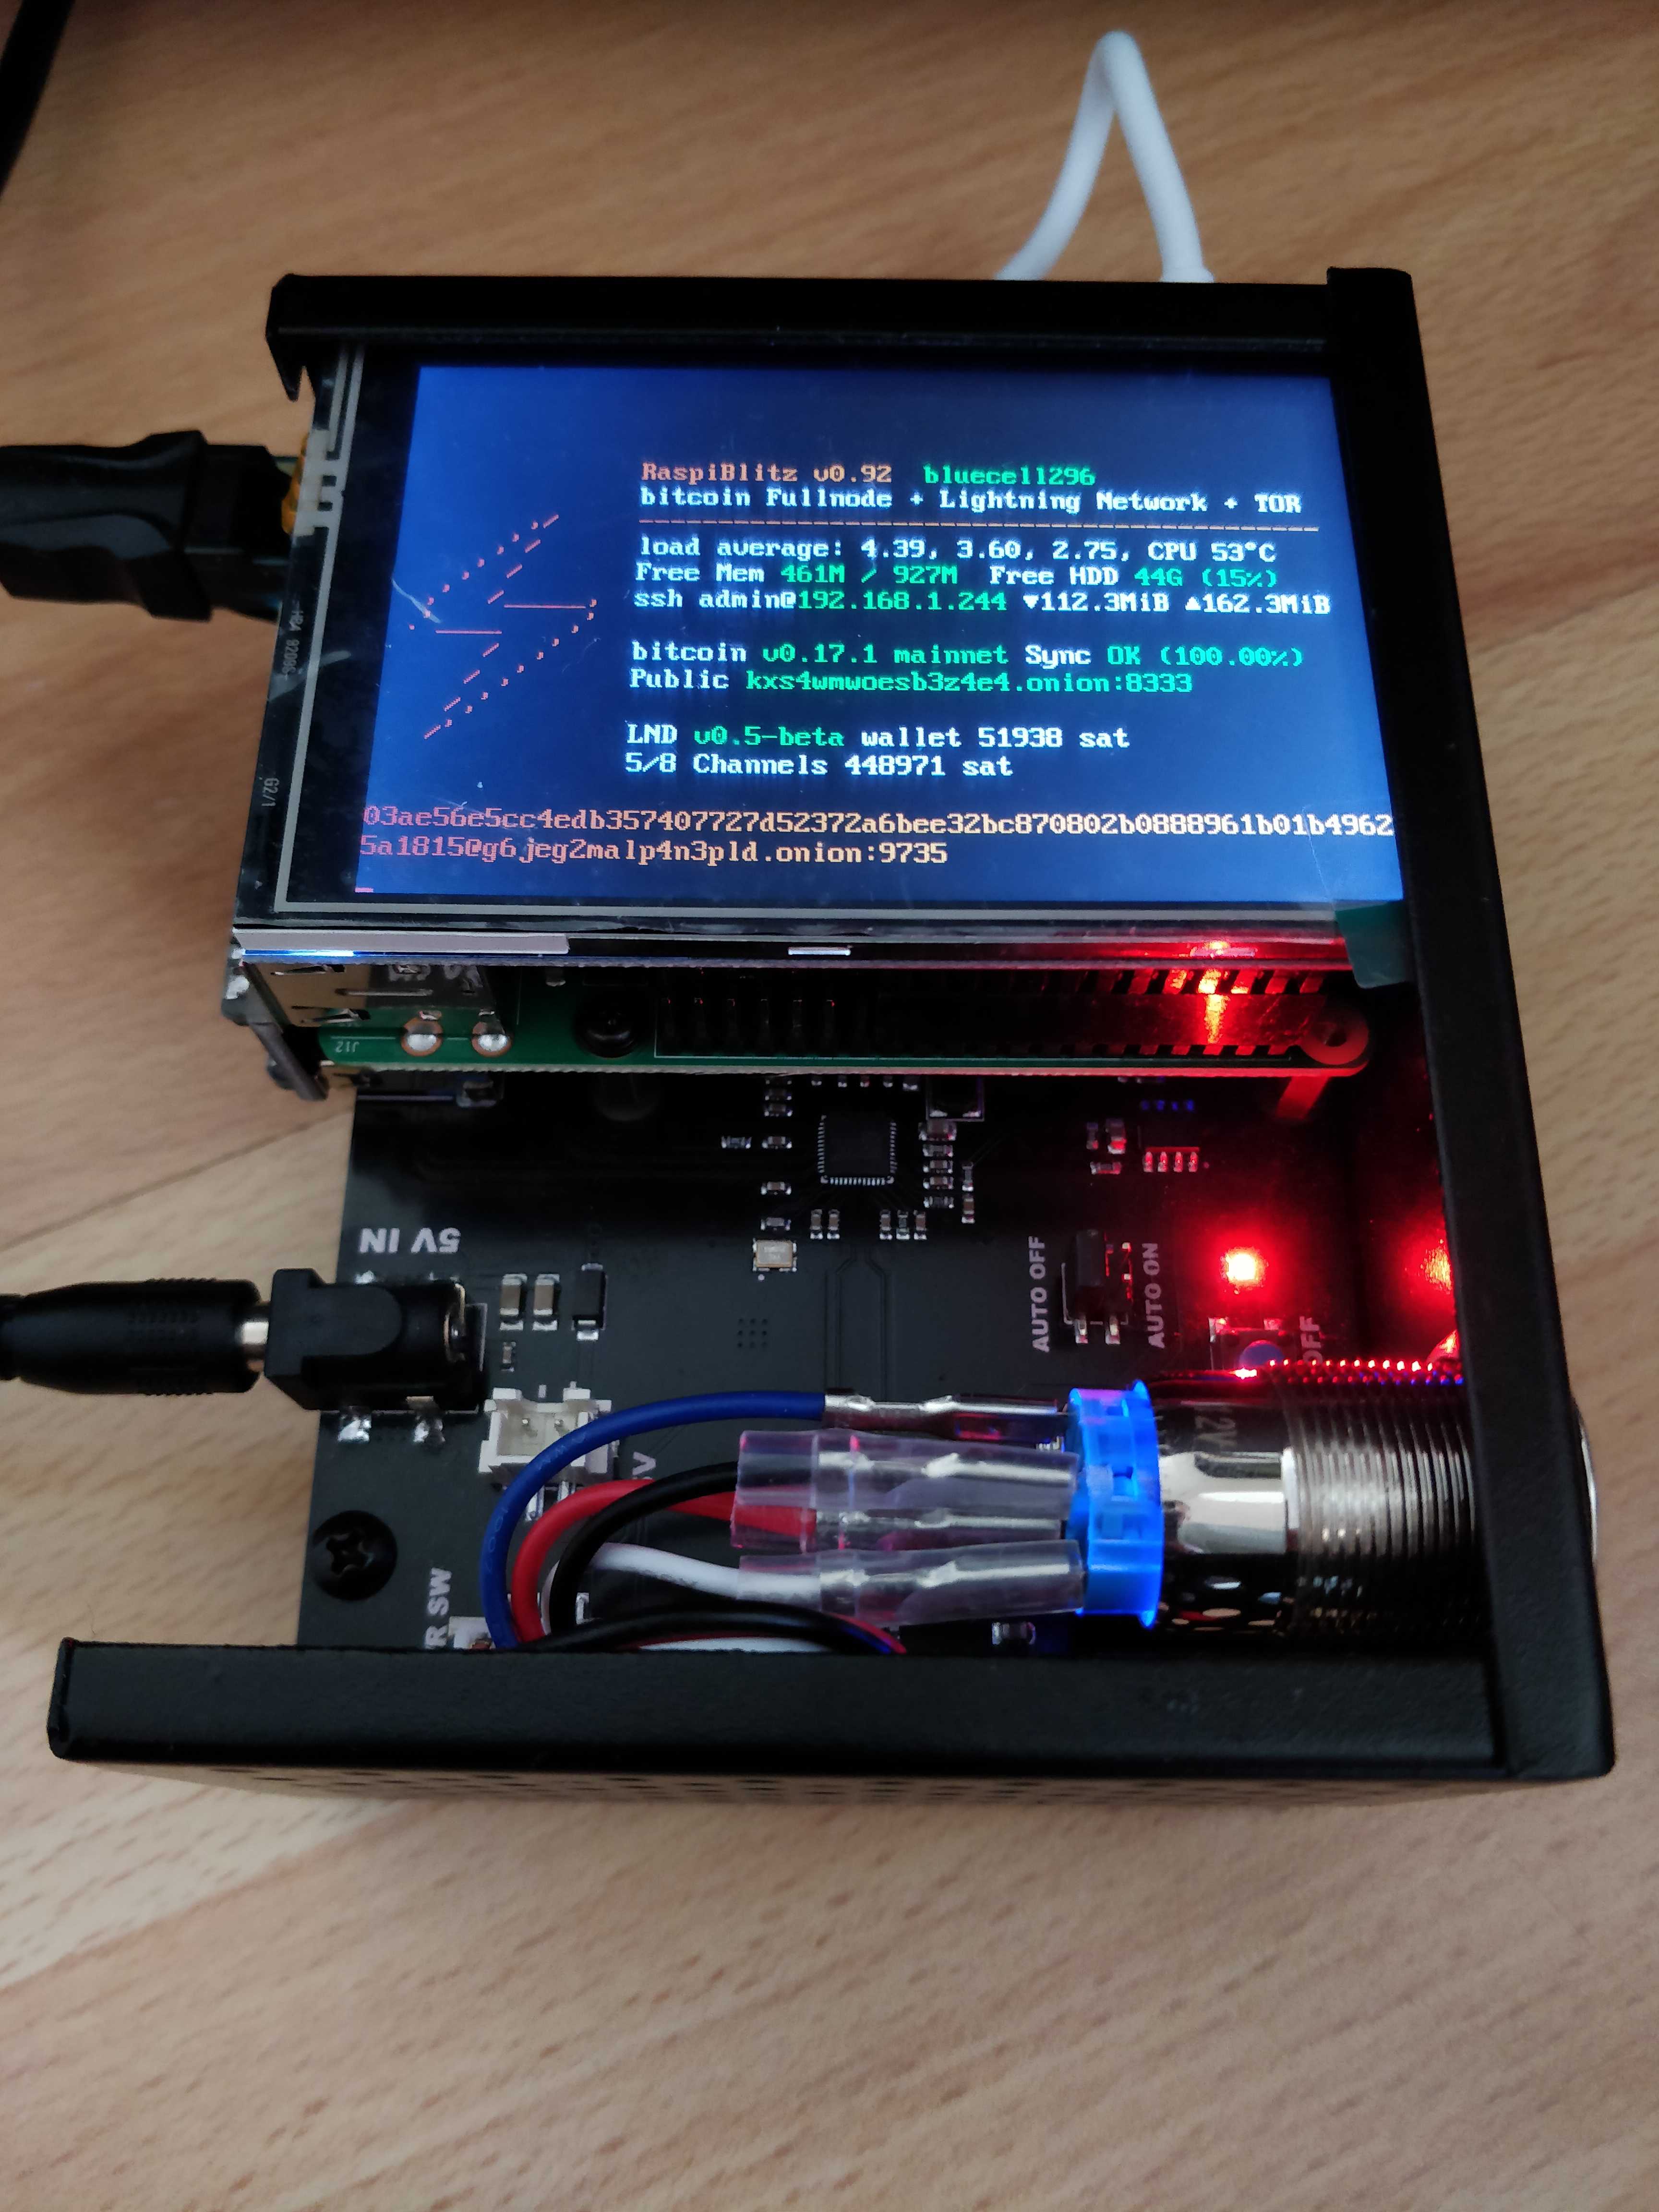 RaspiBlitz v0.92 bluecell296
bitcoin Fullnode + Lightning Network + TOR
load average: 4.39, 3.60, 2.75, CPU 53°C
Free Mem 461M / 927M Free HDD 44G (15%)
ssh admin@192.168.1.244 ▼112.3MiB ▲162.3MiB
bitcoin v0.17.1 mainnet Sync OK (100.00%)
Public kxs4wmwoesb3z4e4.onion:8333
LND v0.5-beta wallet 51938 sat
5/8 Channels 448971 sat
03ae56e5cc4edb357407727d52372a6bee32bc870802b0888961b01b4962
5a1815@g6jeg2malp4n3pld.onion:9735
J12
5V IN
AUTO OFF
AUTO ON
G2/1
R SW